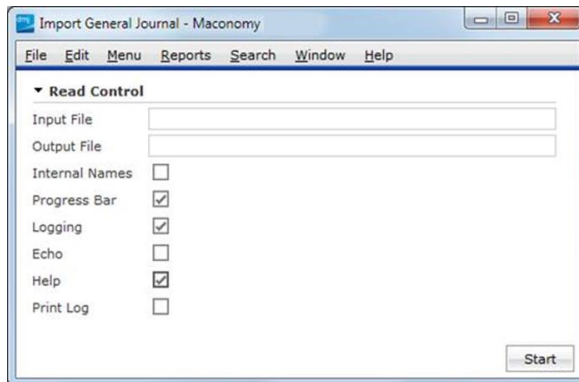 Import General Journal - Maconomy
File Edit Menu Reports Search Window Help
Read Control
Input File
Output File
Internal Names
Progress Bar
Logging
Echo
Help
Print Log
Start